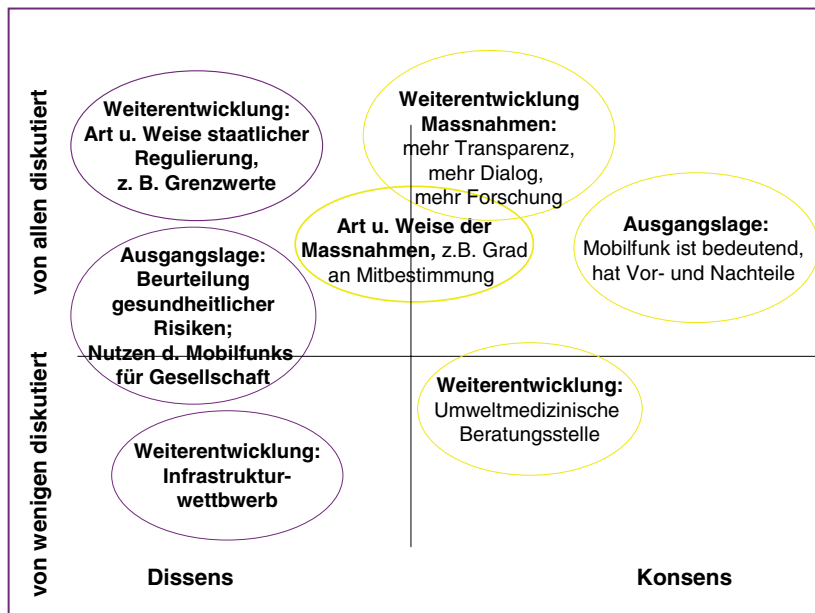 von allen diskutiert
Weiterentwicklung:
Art u. Weise staatlicher
Regulierung,
z. B. Grenzwerte
Weiterentwicklung
Massnahmen:
mehr Transparenz,
mehr Dialog,
mehr Forschung
Art u. Weise der
Massnahmen, z.B. Grad
an Mitbestimmung
Ausgangslage:
Mobilfunk ist bedeutend,
hat Vor- und Nachteile
Ausgangslage:
Beurteilung
gesundheitlicher
Risiken;
Nutzen d. Mobilfunks
für Gesellschaft
von wenigen diskutiert
Weiterentwicklung:
Umweltmedizinische
Beratungsstelle
Weiterentwicklung:
Infrastruktur-
wettbwerb
Dissens
Konsens